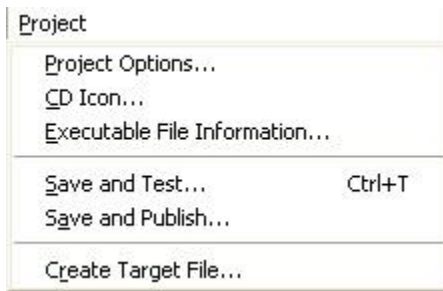 Project
Project Options...
CD Icon...
Executable File Information...
Save and Test... Ctrl+T
Save and Publish...
Create Target File...